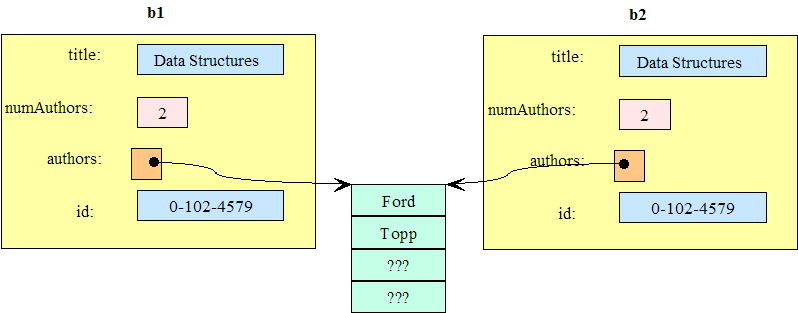 b1
title: Data Structures
numAuthors: 2
authors:
id: 0-102-4579
Ford
Topp
???
???
b2
title: Data Structures
numAuthors: 2
authors:
id: 0-102-4579